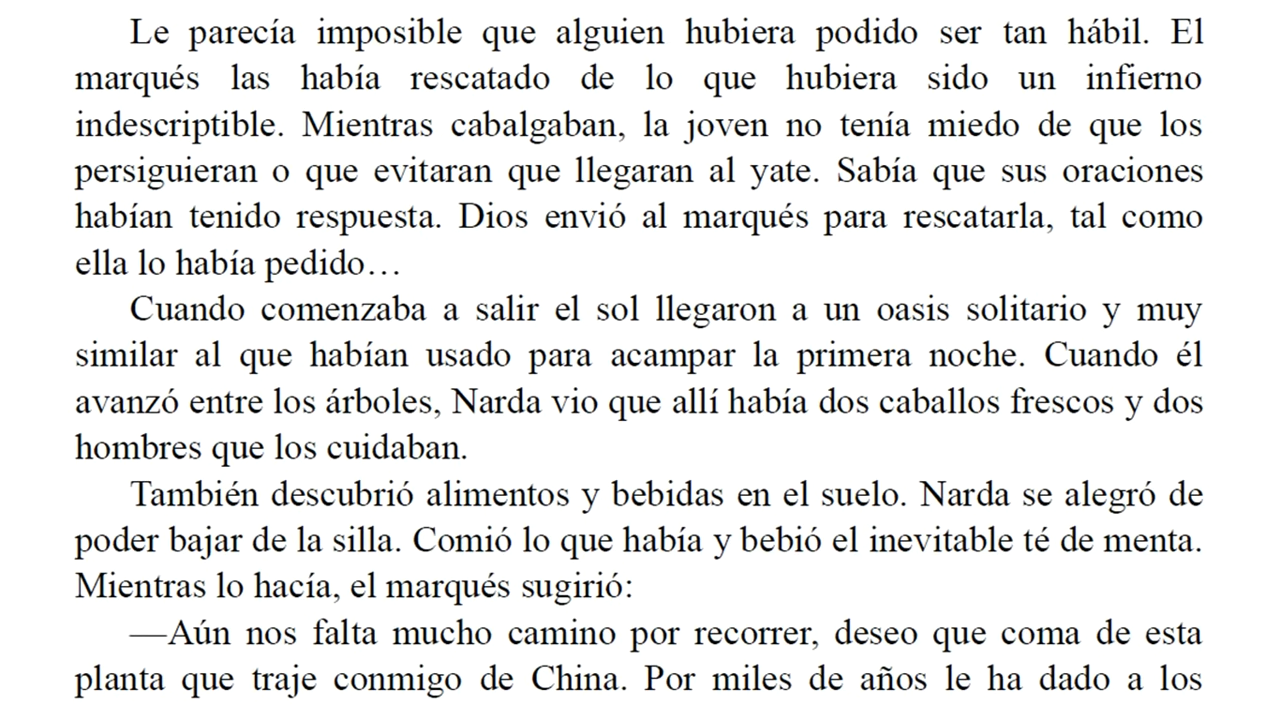 Le parecía imposible que alguien hubiera podido ser tan hábil. El
marqués las había rescatado de lo que hubiera sido un infierno
indescriptible. Mientras cabalgaban, la joven no tenía miedo de que los
persiguieran o que evitaran que llegaran al yate. Sabía que sus oraciones
habían tenido respuesta. Dios envió al marqués para rescatarla, tal como
ella lo había pedido…
Cuando comenzaba a salir el sol llegaron a un oasis solitario y muy
similar al que habían usado para acampar la primera noche. Cuando él
avanzó entre los árboles, Narda vio que allí había dos caballos frescos y dos
hombres que los cuidaban.
También descubrió alimentos y bebidas en el suelo. Narda se alegró de
poder bajar de la silla. Comió lo que había y bebió el inevitable té de menta.
Mientras lo hacía, el marqués sugirió:
—Aún nos falta mucho camino por recorrer, deseo que coma de esta
planta que traje conmigo de China. Por miles de años le ha dado a los